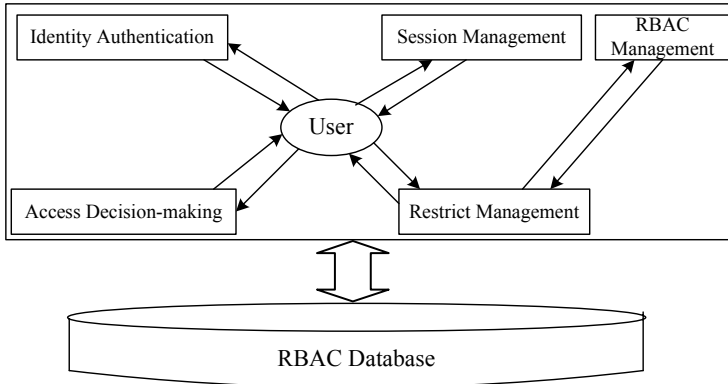 Identity Authentication
Session Management
RBAC
Management
User
Access Decision-making
Restrict Management
RBAC Database